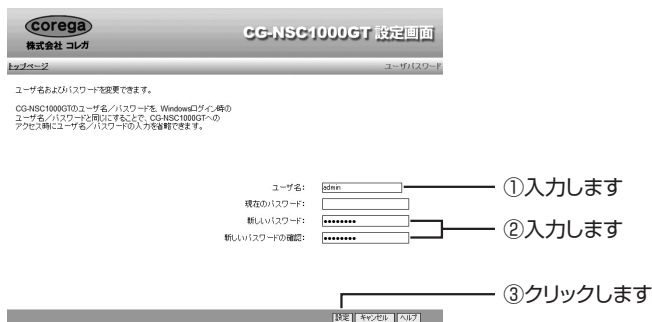 corega
株式会社 コレガ
CG-NSC1000GT 設定画面
トップページ
ユーザ/パスワード
ユーザ名およびパスワードを変更できます。
CG-NSC1000GTのユーザ名/パスワードを、Windowsログイン時の
ユーザ名/パスワードと同じにすることで、CG-NSC1000GTへの
アクセス時にユーザ名/パスワードの入力を省略できます。
ユーザ名: admin
①入力します
現在のパスワード:
新しいパスワード: ••••••••
②入力します
新しいパスワードの確認: ••••••••
③クリックします
設定 キャンセル ヘルプ